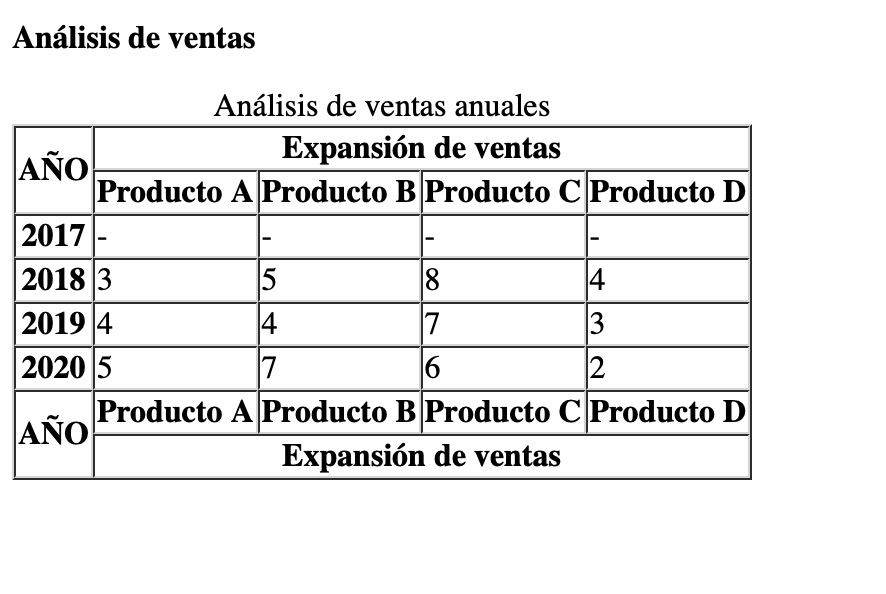 Análisis de ventas
Análisis de ventas anuales
AÑO Expansión de ventas
Producto A Producto B Producto C Producto D
2017 - - - -
2018 3 5 8 4
2019 4 4 7 3
2020 5 7 6 2
AÑO Producto A Producto B Producto C Producto D
Expansión de ventas